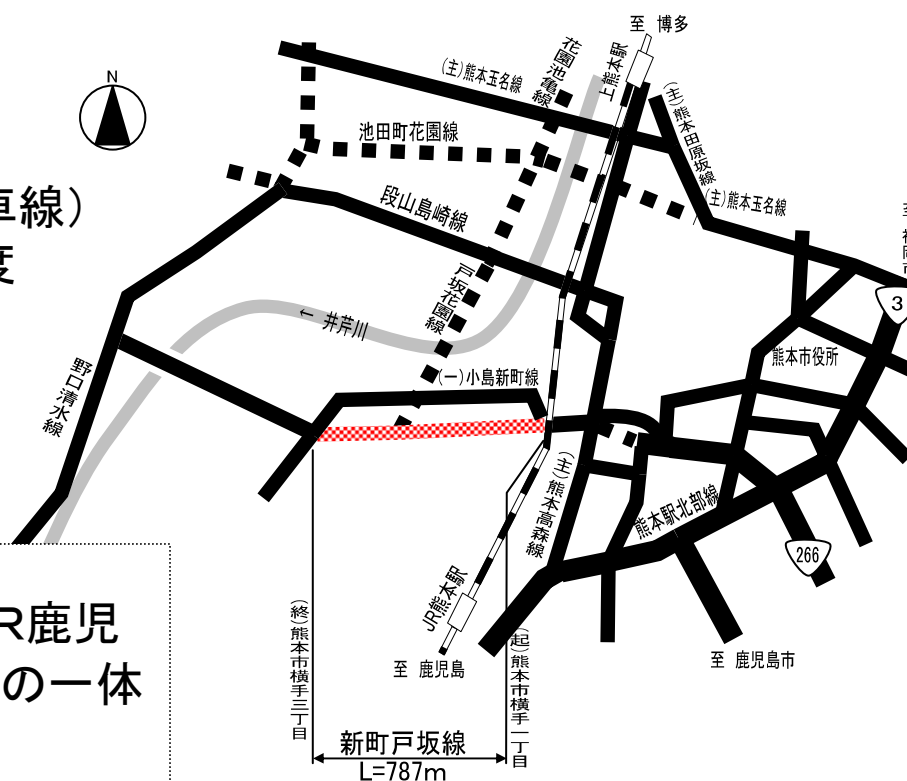 至 博多
上熊本駅
花園池亀線
(主)熊本玉名線
(主)熊本田原坂線
N
池田町花園線
(主)熊本玉名線
段山島崎線
車線)
度
至 福岡市
3
戸坂花園線
← 井芹川
熊本市役所
野口清水線
(一)小島新町線
(主)熊本高森線
熊本駅北部線
266
JR熊本駅
至 鹿児島
至 鹿児島市
R鹿児
の一体
(終)熊本市横手三丁目
(起)熊本市横手一丁目
新町戸坂線
L=787m